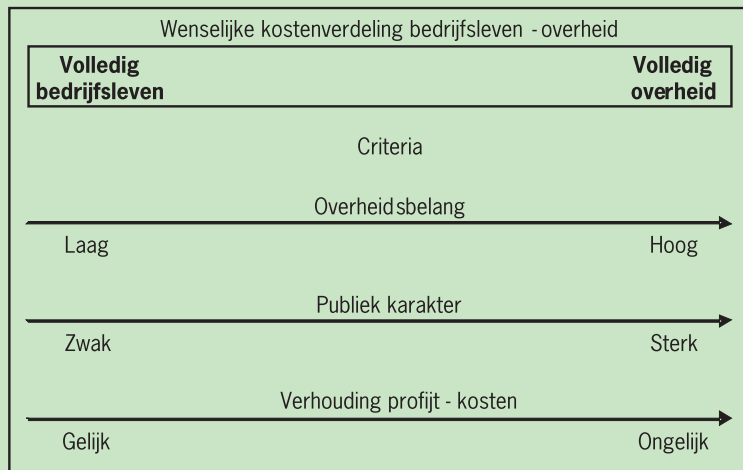 Wenselijke kostenverdeling bedrijfsleven - overheid
Volledig bedrijfsleven
Volledig overheid
Criteria
Overheidsbelang
Laag
Hoog
Publiek karakter
Zwak
Sterk
Verhouding profijt - kosten
Gelijk
Ongelijk